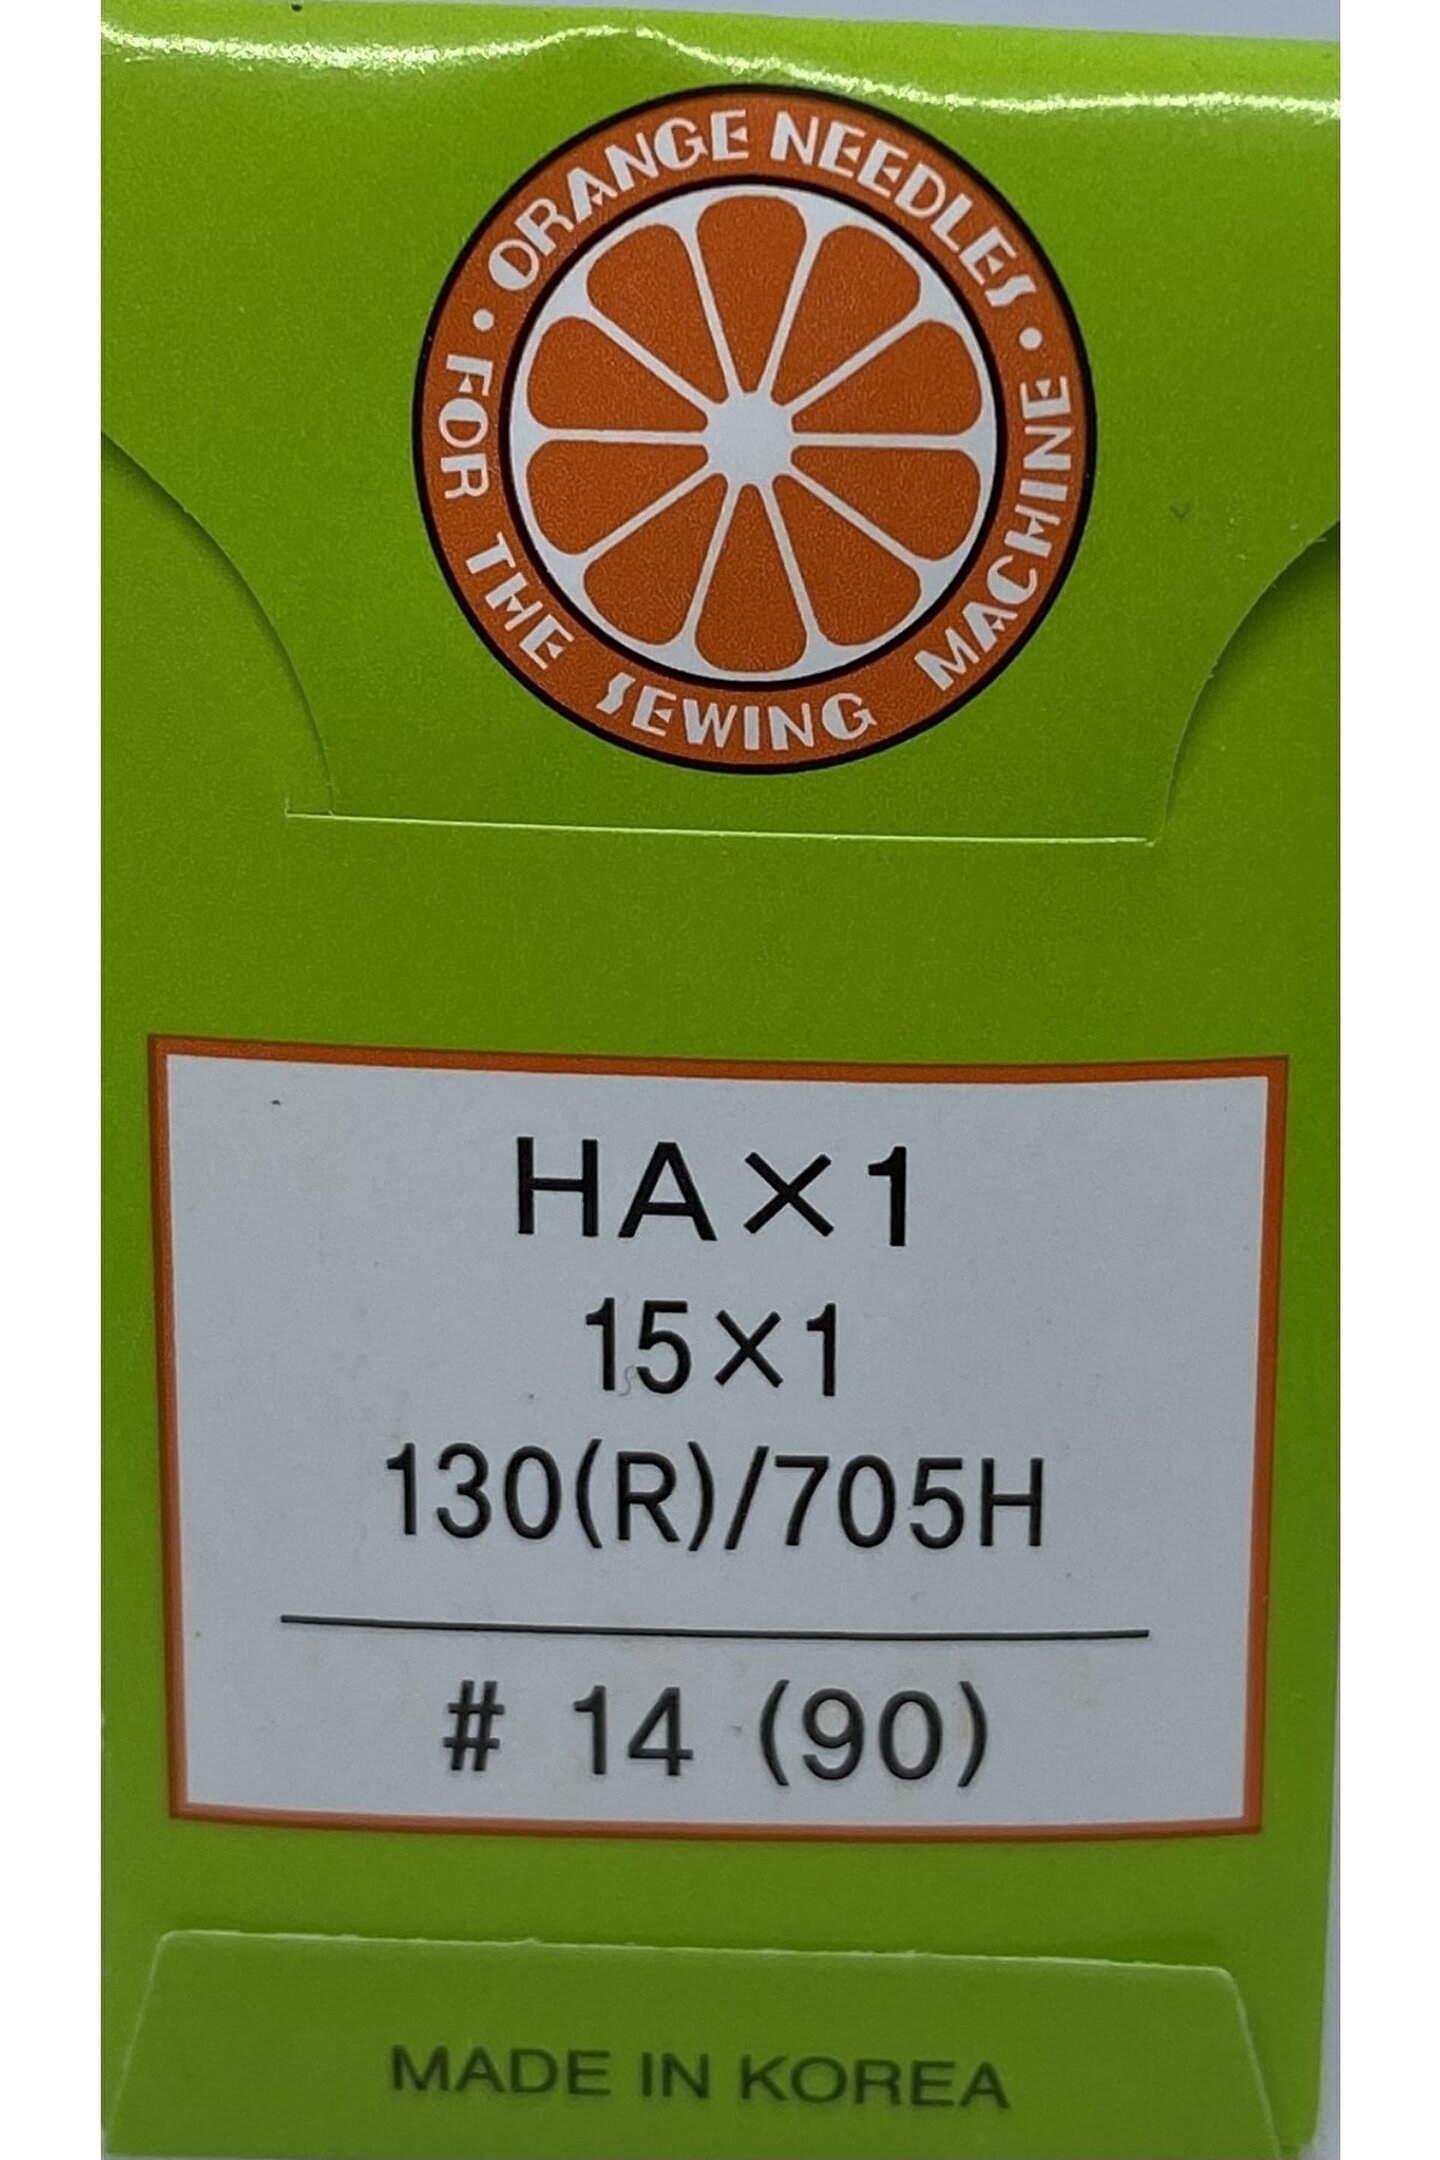 • ORANGE NEEDLES •
FOR THE SEWING MACHINE
HA×1
15×1
130(R)/705H
# 14 (90)
MADE IN KOREA